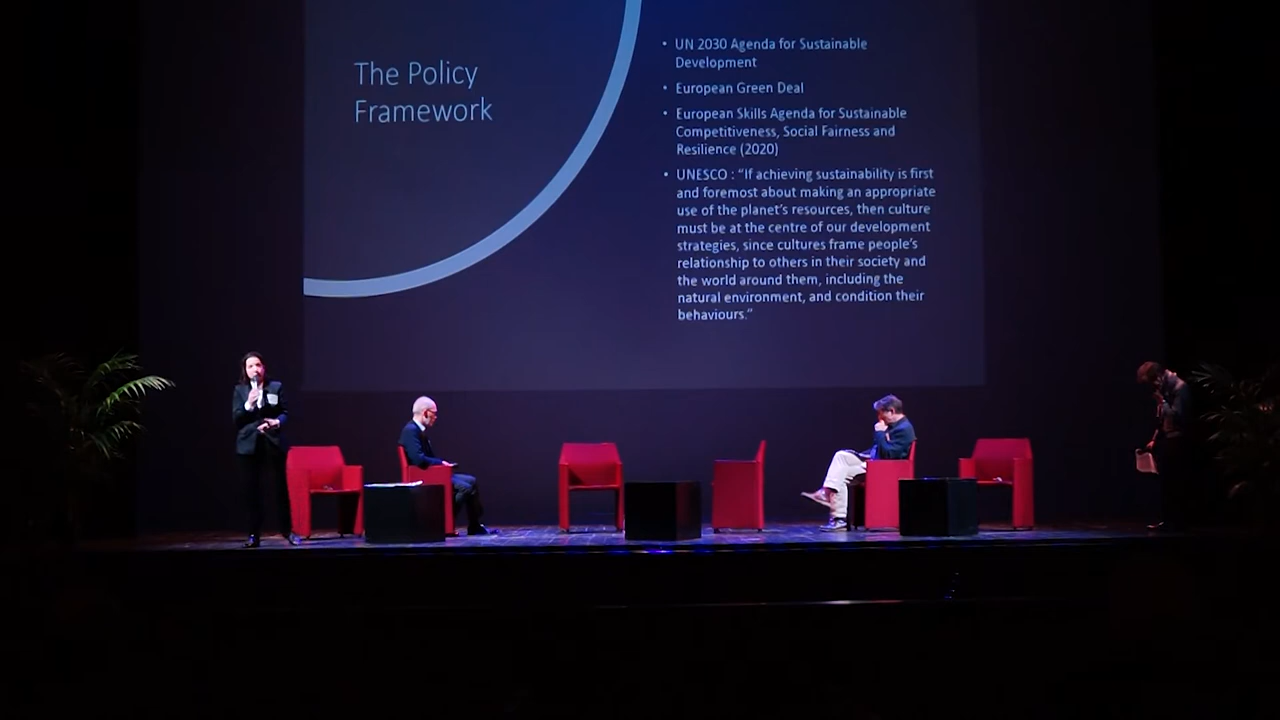 The Policy
Framework
• UN 2030 Agenda for Sustainable
Development
• European Green Deal
• European Skills Agenda for Sustainable
Competitiveness, Social Fairness and
Resilience (2020)
• UNESCO : “If achieving sustainability is first
and foremost about making an appropriate
use of the planet’s resources, then culture
must be at the centre of our development
strategies, since cultures frame people’s
relationship to others in their society and
the world around them, including the
natural environment, and condition their
behaviours.”